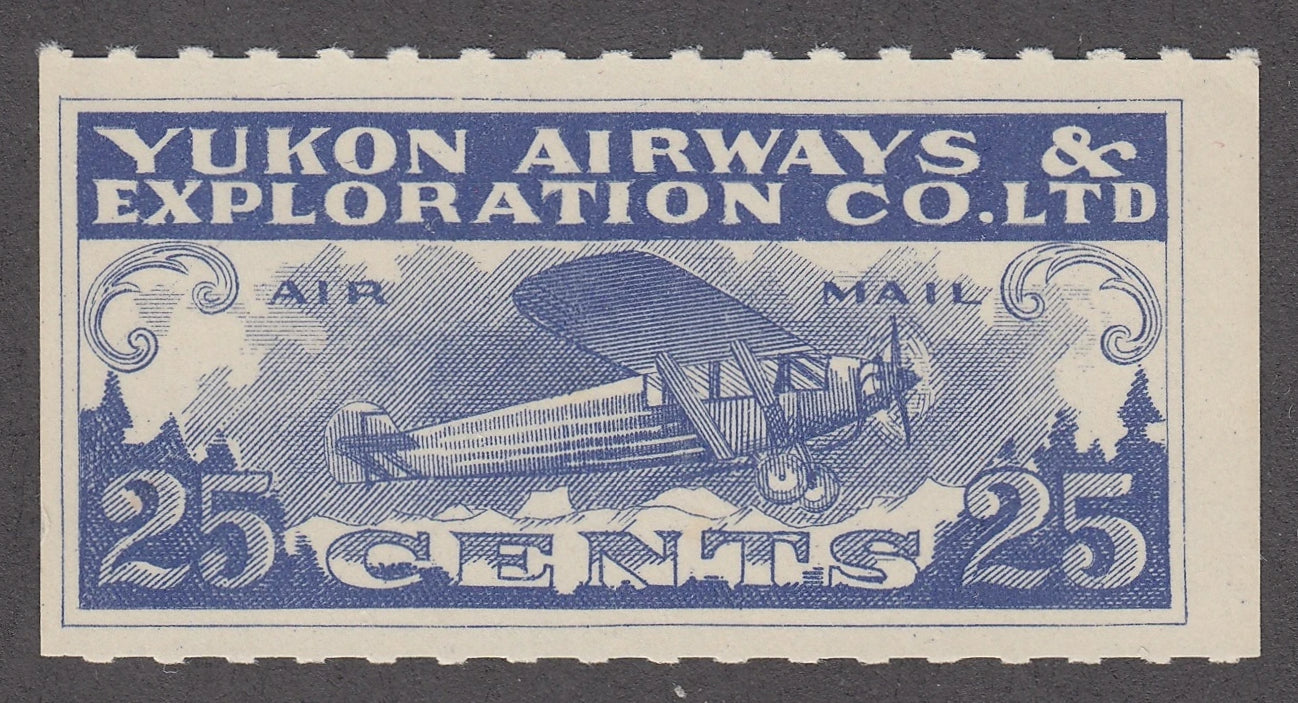 YUKON AIRWAYS &
EXPLORATION CO. LTD
AIR MAIL
25 CENTS 25